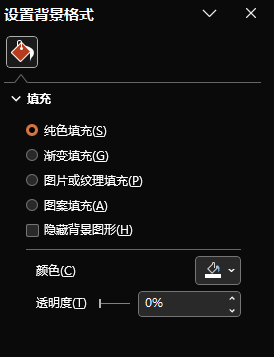 设置背景格式
填充
纯色填充(S)
渐变填充(G)
图片或纹理填充(P)
图案填充(A)
隐藏背景图形(H)
颜色(C)
透明度(T) 0%